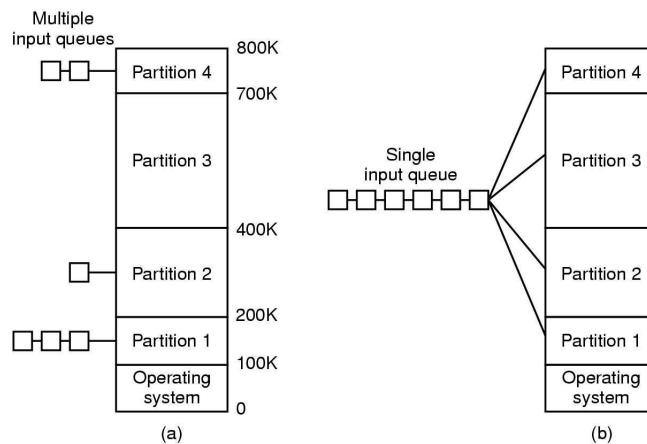 Multiple
input queues
800K
Partition 4
700K
Partition 3
400K
Partition 2
200K
Partition 1
100K
Operating
system
0
(a)
Single
input queue
Partition 4
Partition 3
Partition 2
Partition 1
Operating
system
(b)